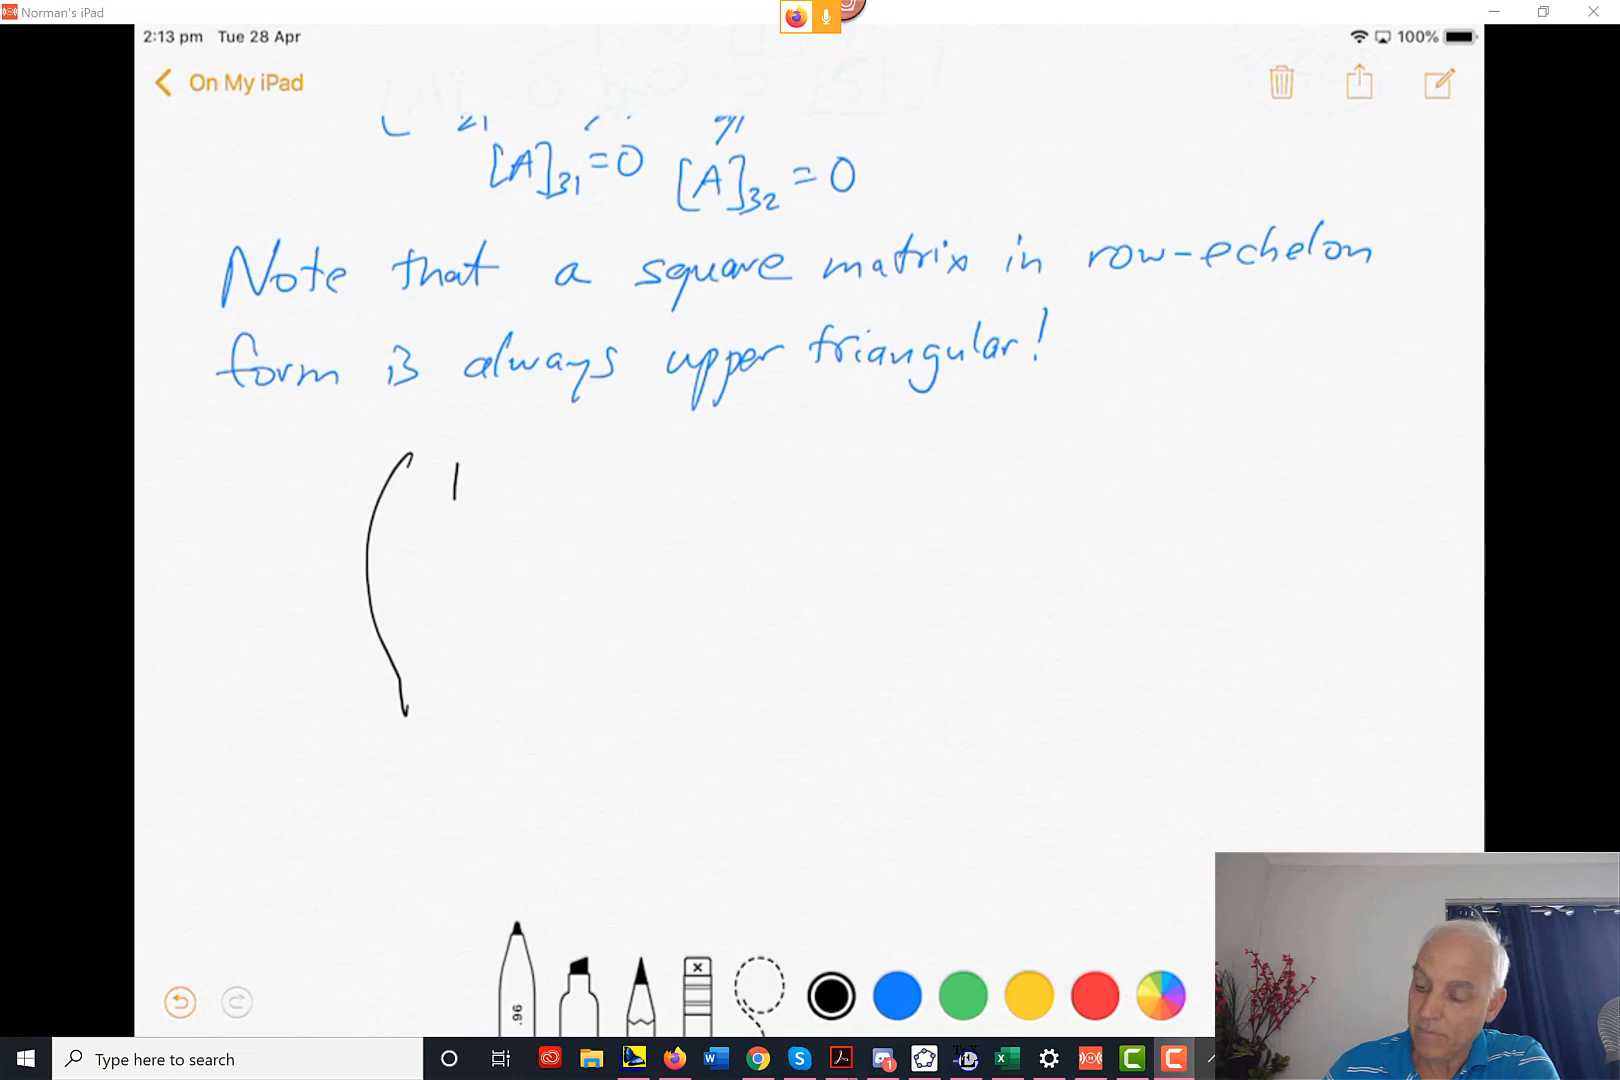 Norman's iPad
2:13 pm Tue 28 Apr 100%
On My iPad
[A]31 = 0 [A]32 = 0
Note that a square matrix in row-echelon
form is always upper triangular!
( 1
.96
Type here to search